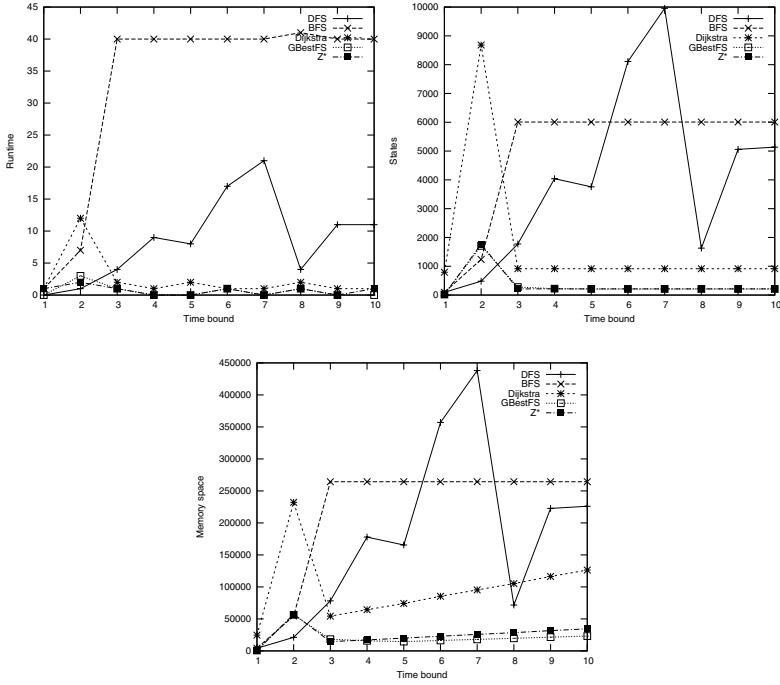 45
40
35
30
25
20
15
10
5
0
1 2 3 4 5 6 7 8 9 10
Runtime
Time bound
DFS
BFS
Dijkstra
GBestFS
Z*
10000
9000
8000
7000
6000
5000
4000
3000
2000
1000
0
1 2 3 4 5 6 7 8 9 10
States
Time bound
DFS
BFS
Dijkstra
GBestFS
Z*
450000
400000
350000
300000
250000
200000
150000
100000
50000
0
1 2 3 4 5 6 7 8 9 10
Memory space
Time bound
DFS
BFS
Dijkstra
GBestFS
Z*